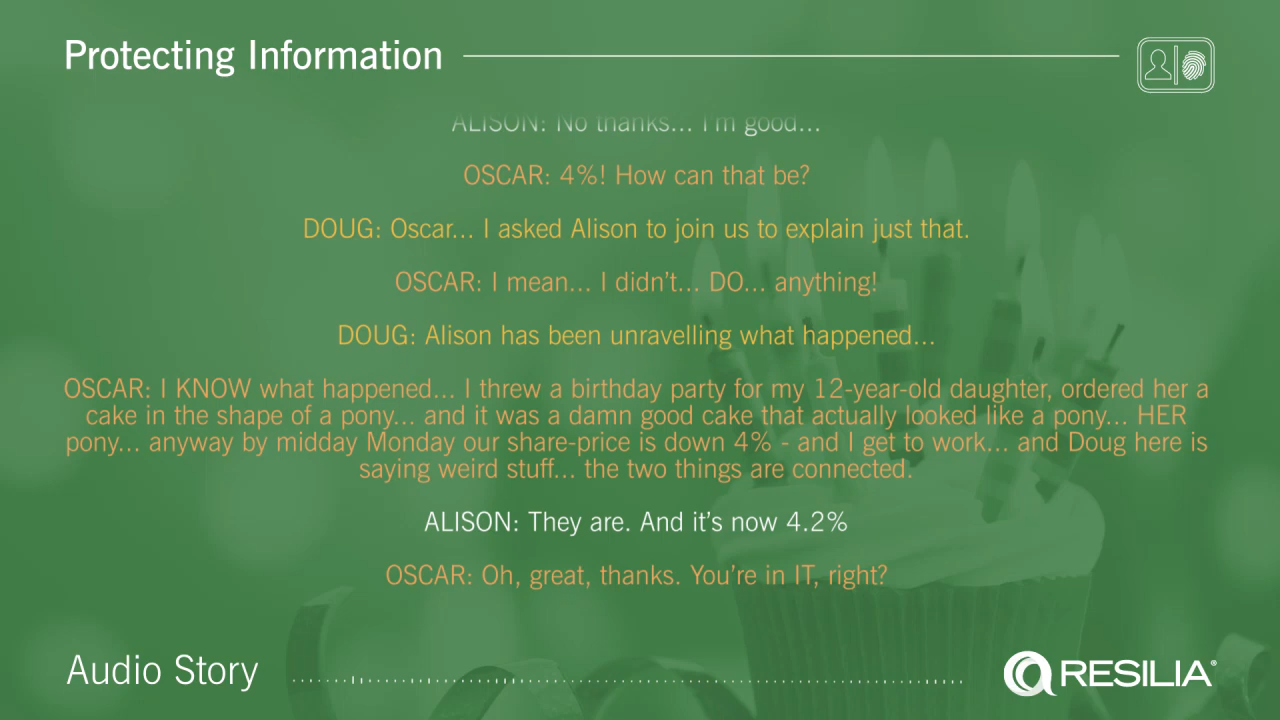 Protecting Information
ALISON: No thanks... I'm good...
OSCAR: 4%! How can that be?
DOUG: Oscar... I asked Alison to join us to explain just that.
OSCAR: I mean... I didn't... DO... anything!
DOUG: Alison has been unravelling what happened...
OSCAR: I KNOW what happened... I threw a birthday party for my 12-year-old daughter, ordered her a
cake in the shape of a pony... and it was a damn good cake that actually looked like a pony... HER
pony... anyway by midday Monday our share-price is down 4% - and I get to work... and Doug here is
saying weird stuff... the two things are connected.
ALISON: They are. And it's now 4.2%
OSCAR: Oh, great, thanks. You're in IT, right?
Audio Story
RESILIA®